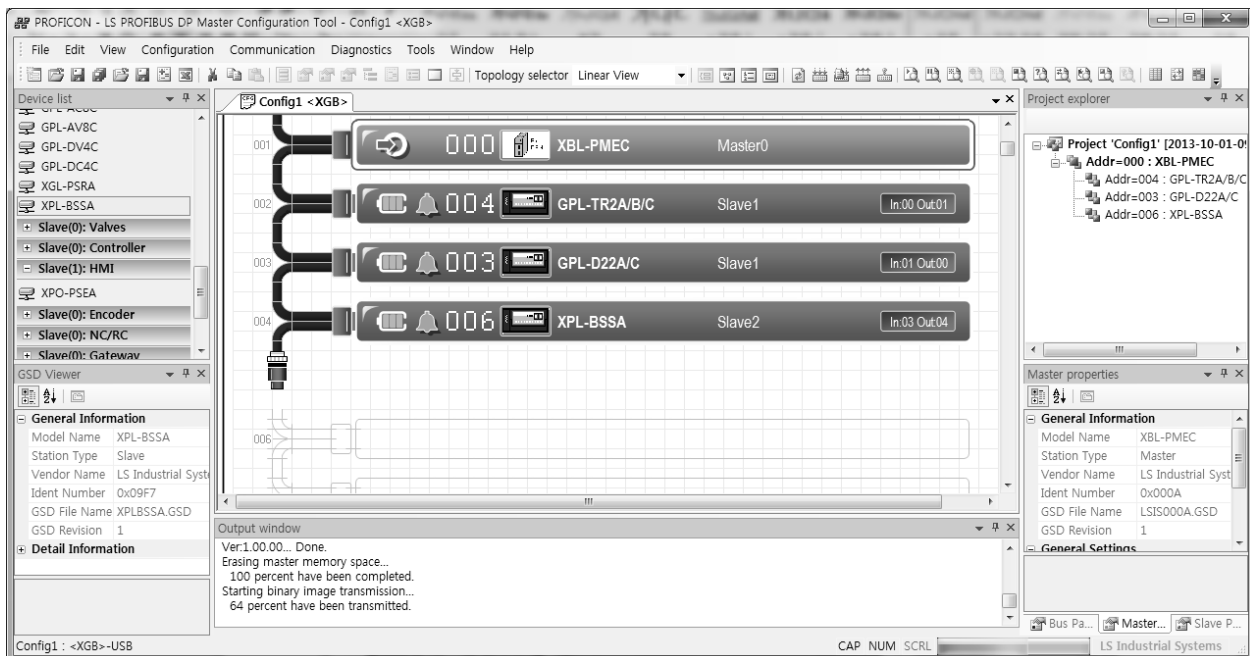 PROFICON - LS PROFIBUS DP Master Configuration Tool - Config1 <XGB>
File Edit View Configuration Communication Diagnostics Tools Window Help
Topology selector Linear View
Device list
GPL-AV8C
GPL-DV4C
GPL-DC4C
XGL-PSRA
XPL-BSSA
Slave(0): Valves
Slave(0): Controller
Slave(1): HMI
XPO-PSEA
Slave(0): Encoder
Slave(0): NC/RC
Slave(0): Gateway
GSD Viewer
General Information
Model Name XPL-BSSA
Station Type Slave
Vendor Name LS Industrial Syste
Ident Number 0x09F7
GSD File Name XPLBSSA.GSD
GSD Revision 1
Detail Information
Config1 <XGB>
001 000 XBL-PMEC Master0
002 004 GPL-TR2A/B/C Slave1 In:00 Out:01
003 003 GPL-D22A/C Slave1 In:01 Out:00
004 006 XPL-BSSA Slave2 In:03 Out:04
006
Output window
Ver:1.00.00... Done.
Erasing master memory space...
100 percent have been completed.
Starting binary image transmission...
64 percent have been transmitted.
Project explorer
Project 'Config1' [2013-10-01-09
Addr=000 : XBL-PMEC
Addr=004 : GPL-TR2A/B/C
Addr=003 : GPL-D22A/C
Addr=006 : XPL-BSSA
Master properties
General Information
Model Name XBL-PMEC
Station Type Master
Vendor Name LS Industrial Syst
Ident Number 0x000A
GSD File Name LSIS000A.GSD
GSD Revision 1
General Settings
Bus Pa... Master... Slave P...
Config1 : <XGB>-USB
CAP NUM SCRL
LS Industrial Systems